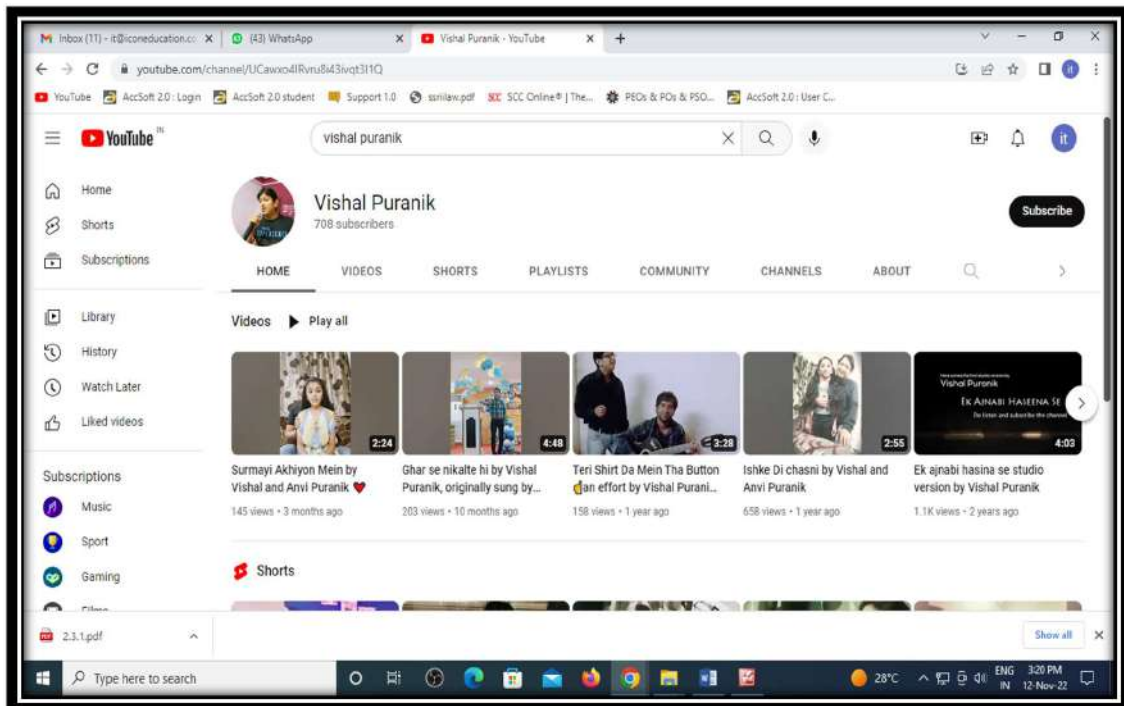 Inbox (11) - it@iconeducation.co
(43) WhatsApp
Vishal Puranik - YouTube
youtube.com/channel/UCawxo4IRvru8i43ivqt3I1Q
YouTube AccSoft 2.0 : Login AccSoft 2.0 student Support 1.0 ssriilaw.pdf SCC SCC Online® | The... PEOs & POs & PSO... AccSoft 2.0 : User C...
YouTube IN
vishal puranik
it
Home
Shorts
Subscriptions
Library
History
Watch Later
Liked videos
Subscriptions
Music
Sport
Gaming
Films
Vishal Puranik
708 subscribers
Subscribe
HOME VIDEOS SHORTS PLAYLISTS COMMUNITY CHANNELS ABOUT
Videos Play all
2:24
Surmayi Akhiyon Mein by
Vishal and Anvi Puranik ❤
145 views • 3 months ago
4:48
Ghar se nikalte hi by Vishal
Puranik, originally sung by...
203 views • 10 months ago
3:28
Teri Shirt Da Mein Tha Button
an effort by Vishal Purani...
158 views • 1 year ago
2:55
Ishke Di chasni by Vishal and
Anvi Puranik
658 views • 1 year ago
Vishal Puranik
EK AJNABI HASEENA SE
4:03
Ek ajnabi hasina se studio
version by Vishal Puranik
1.1K views • 2 years ago
Shorts
2.3.1.pdf
Show all
Type here to search
28°C
ENG
IN
3:20 PM
12-Nov-22